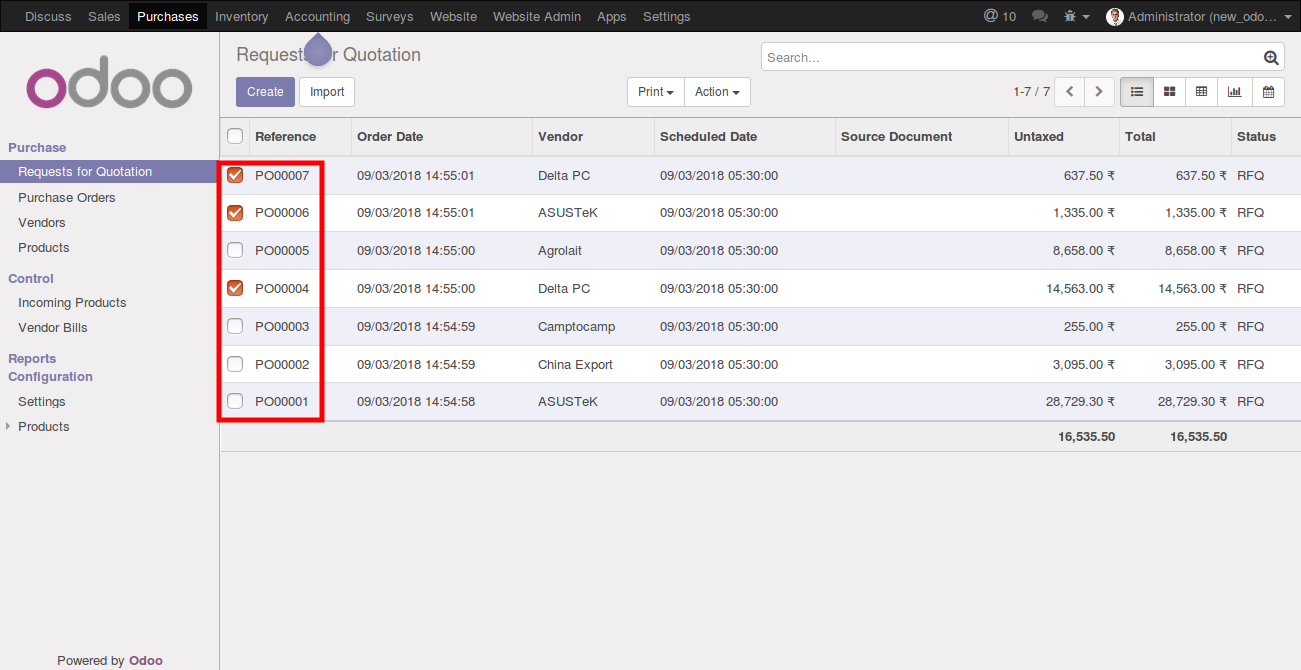 Discuss Sales Purchases Inventory Accounting Surveys Website Website Admin Apps Settings @ 10 Administrator (new_odo...
odoo
Purchase
Requests for Quotation
Purchase Orders
Vendors
Products
Control
Incoming Products
Vendor Bills
Reports
Configuration
Settings
Products
Powered by Odoo
Requests for Quotation
Search...
Create Import Print Action 1-7 / 7
Reference Order Date Vendor Scheduled Date Source Document Untaxed Total Status
PO00007 09/03/2018 14:55:01 Delta PC 09/03/2018 05:30:00 637.50 ₹ 637.50 ₹ RFQ
PO00006 09/03/2018 14:55:01 ASUSTeK 09/03/2018 05:30:00 1,335.00 ₹ 1,335.00 ₹ RFQ
PO00005 09/03/2018 14:55:00 Agrolait 09/03/2018 05:30:00 8,658.00 ₹ 8,658.00 ₹ RFQ
PO00004 09/03/2018 14:55:00 Delta PC 09/03/2018 05:30:00 14,563.00 ₹ 14,563.00 ₹ RFQ
PO00003 09/03/2018 14:54:59 Camptocamp 09/03/2018 05:30:00 255.00 ₹ 255.00 ₹ RFQ
PO00002 09/03/2018 14:54:59 China Export 09/03/2018 05:30:00 3,095.00 ₹ 3,095.00 ₹ RFQ
PO00001 09/03/2018 14:54:58 ASUSTeK 09/03/2018 05:30:00 28,729.30 ₹ 28,729.30 ₹ RFQ
16,535.50 16,535.50